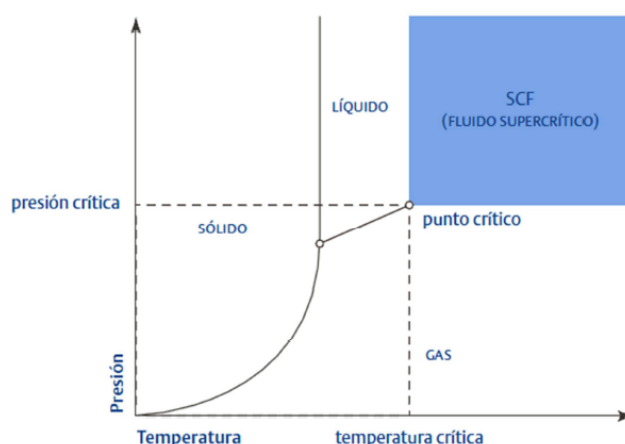 SCF
(FLUIDO SUPERCRÍTICO)
LÍQUIDO
presión crítica
SÓLIDO
punto crítico
GAS
Presión
Temperatura
temperatura crítica